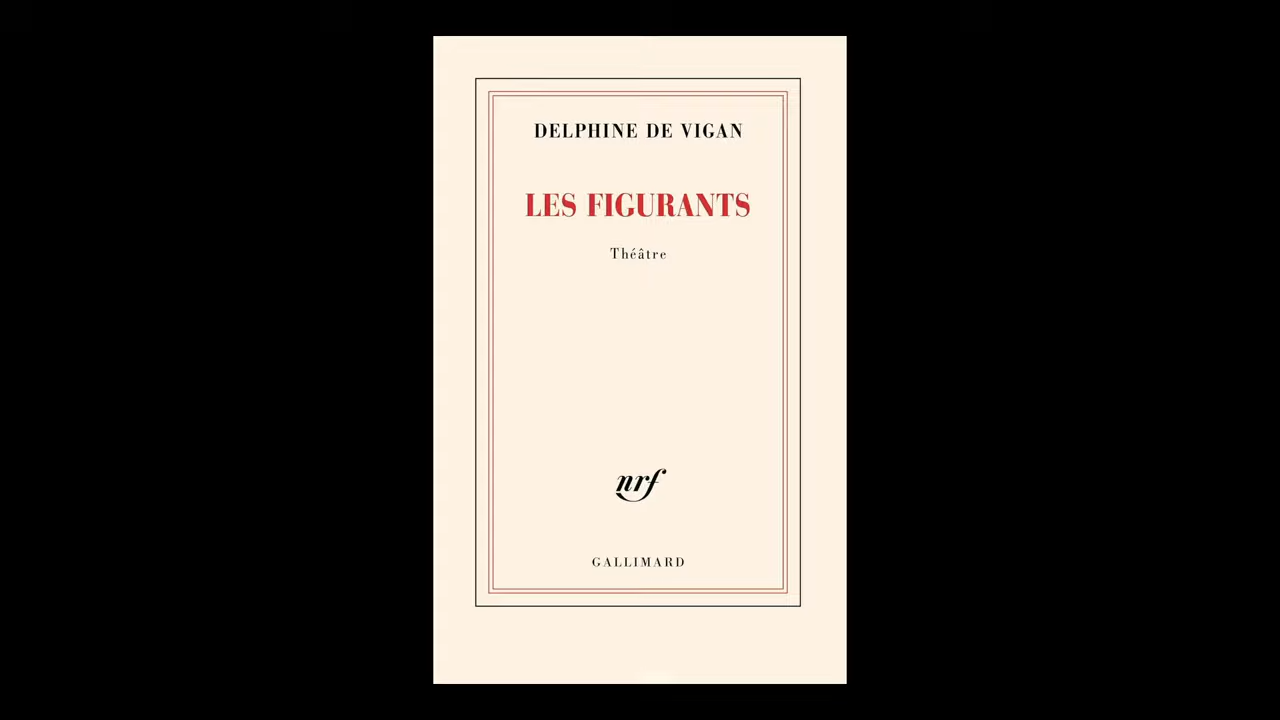 DELPHINE DE VIGAN
LES FIGURANTS
Théâtre
nrf
GALLIMARD